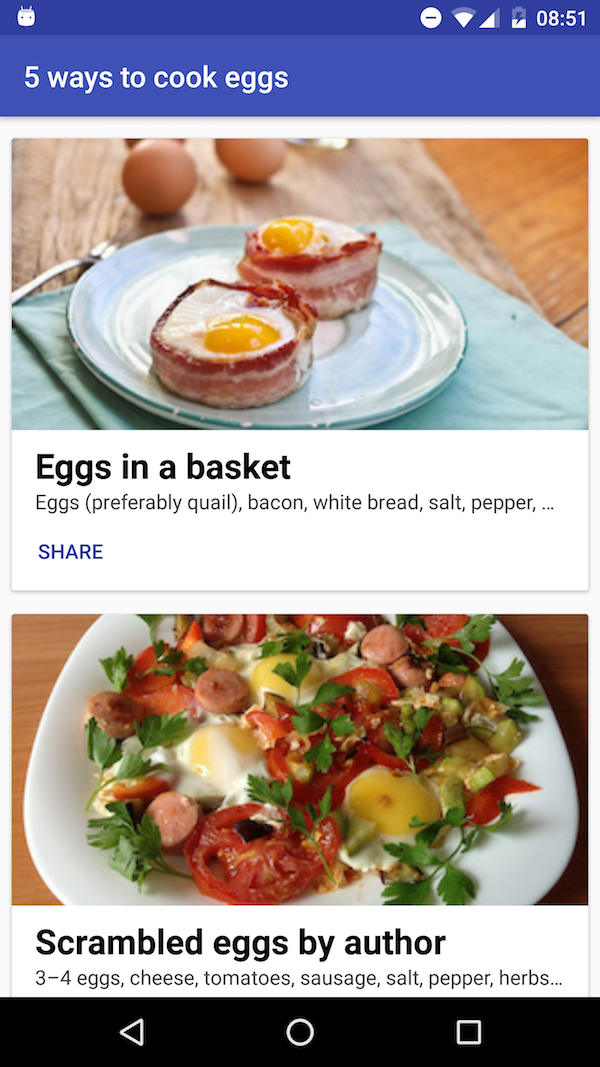 08:51
5 ways to cook eggs
Eggs in a basket
Eggs (preferably quail), bacon, white bread, salt, pepper, ...
SHARE
Scrambled eggs by author
3–4 eggs, cheese, tomatoes, sausage, salt, pepper, herbs...